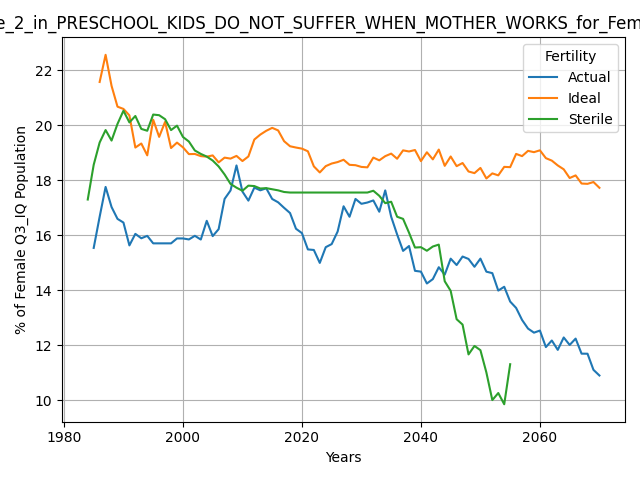 e_2_in_PRESCHOOL_KIDS_DO_NOT_SUFFER_WHEN_MOTHER_WORKS_for_Fem
Fertility
Actual
Ideal
Sterile
% of Female Q3_IQ Population
22
20
18
16
14
12
10
1980
2000
2020
2040
2060
Years